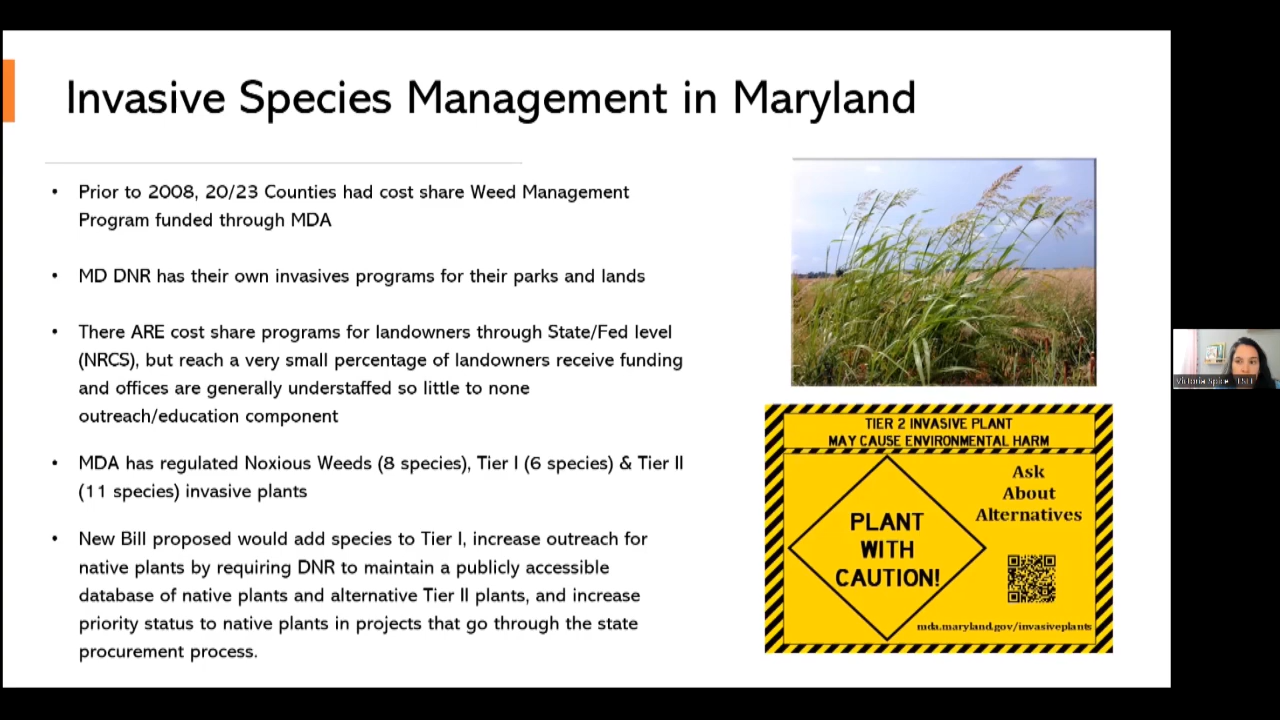 Invasive Species Management in Maryland
• Prior to 2008, 20/23 Counties had cost share Weed Management
Program funded through MDA
• MD DNR has their own invasives programs for their parks and lands
• There ARE cost share programs for landowners through State/Fed level
(NRCS), but reach a very small percentage of landowners receive funding
and offices are generally understaffed so little to none
outreach/education component
• MDA has regulated Noxious Weeds (8 species), Tier I (6 species) & Tier II
(11 species) invasive plants
• New Bill proposed would add species to Tier I, increase outreach for
native plants by requiring DNR to maintain a publicly accessible
database of native plants and alternative Tier II plants, and increase
priority status to native plants in projects that go through the state
procurement process.
TIER 2 INVASIVE PLANT
MAY CAUSE ENVIRONMENTAL HARM
PLANT
WITH
CAUTION!
Ask
About
Alternatives
mda.maryland.gov/invasiveplants
Victoria